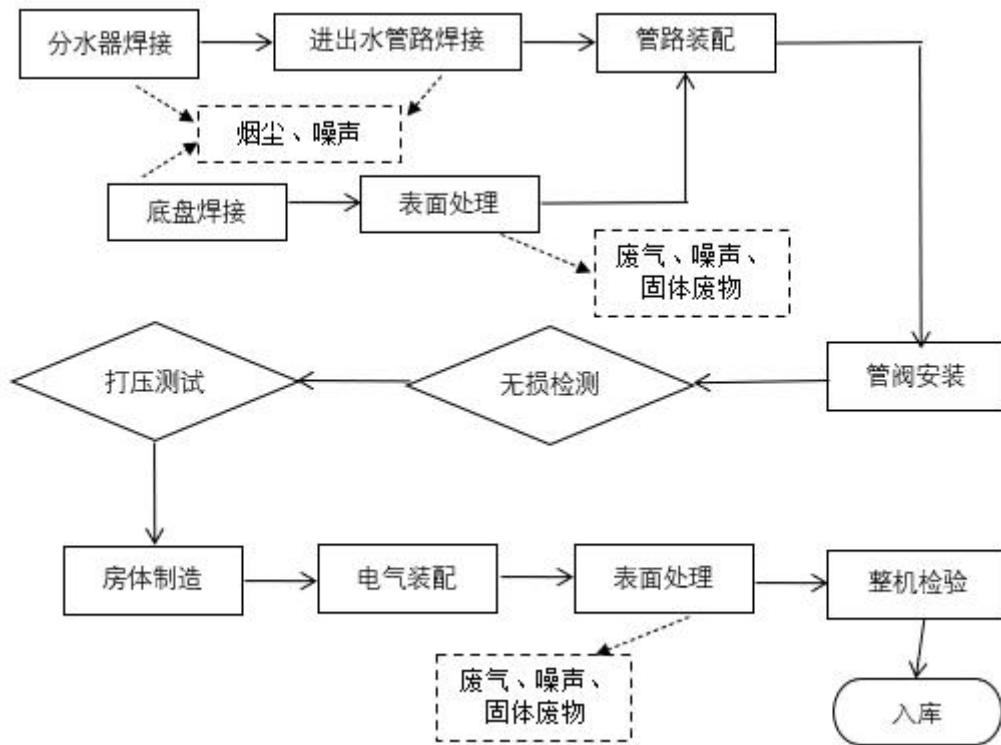 分水器焊接
进出水管路焊接
管路装配
烟尘、噪声
底盘焊接
表面处理
废气、噪声、
固体废物
打压测试
无损检测
管阀安装
房体制造
电气装配
表面处理
整机检验
废气、噪声、
固体废物
入库